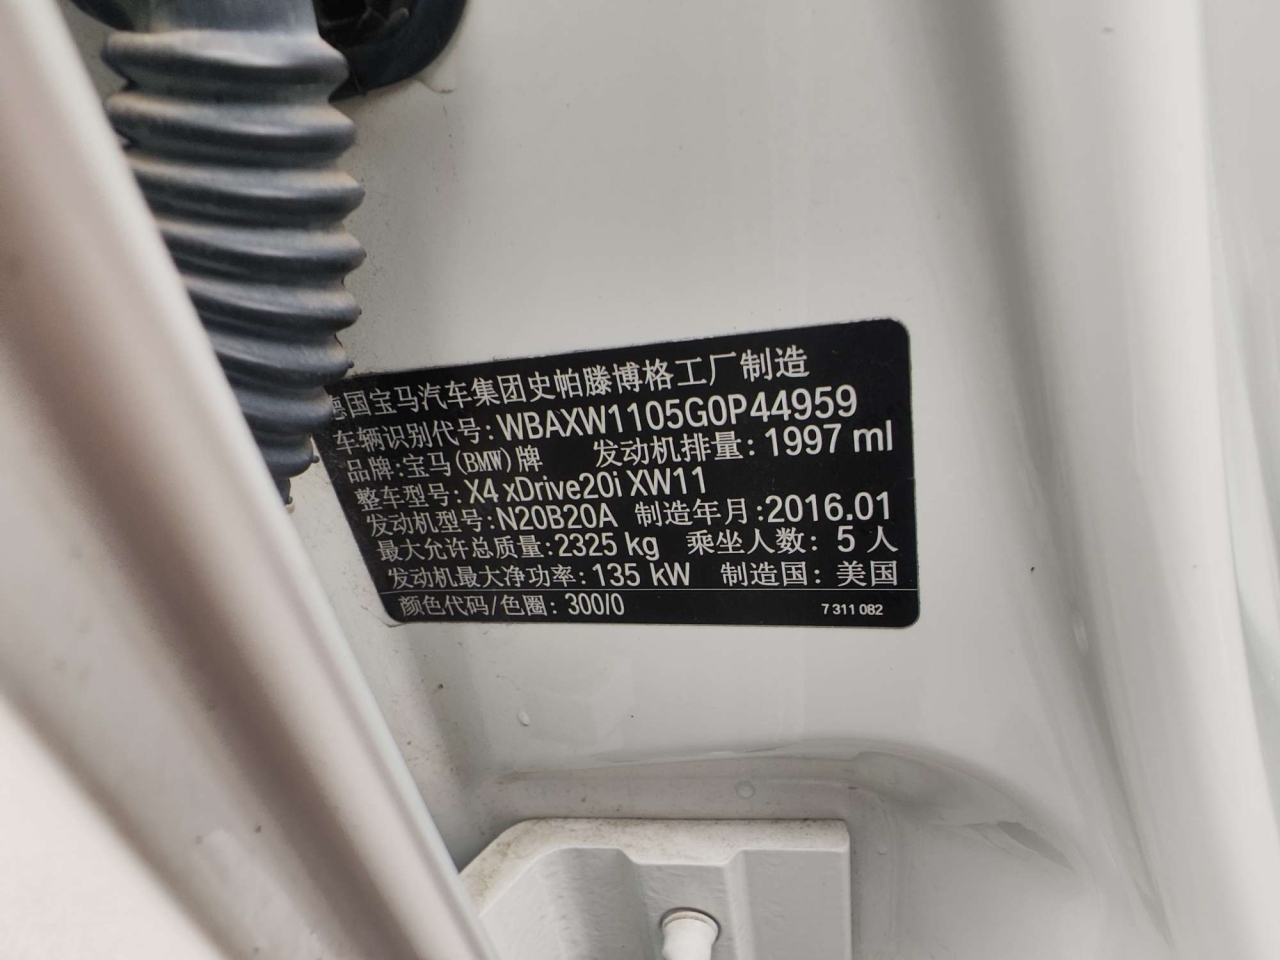 德国宝马汽车集团史帕滕博格工厂制造
车辆识别代号: WBAXW1105G0P44959
品牌: 宝马(BMW)牌 发动机排量: 1997 ml
整车型号: X4 xDrive20i XW11
发动机型号: N20B20A 制造年月: 2016.01
最大允许总质量: 2325 kg 乘坐人数: 5 人
发动机最大净功率: 135 kW 制造国: 美国
颜色代码/色圈: 300/0 7 311 082